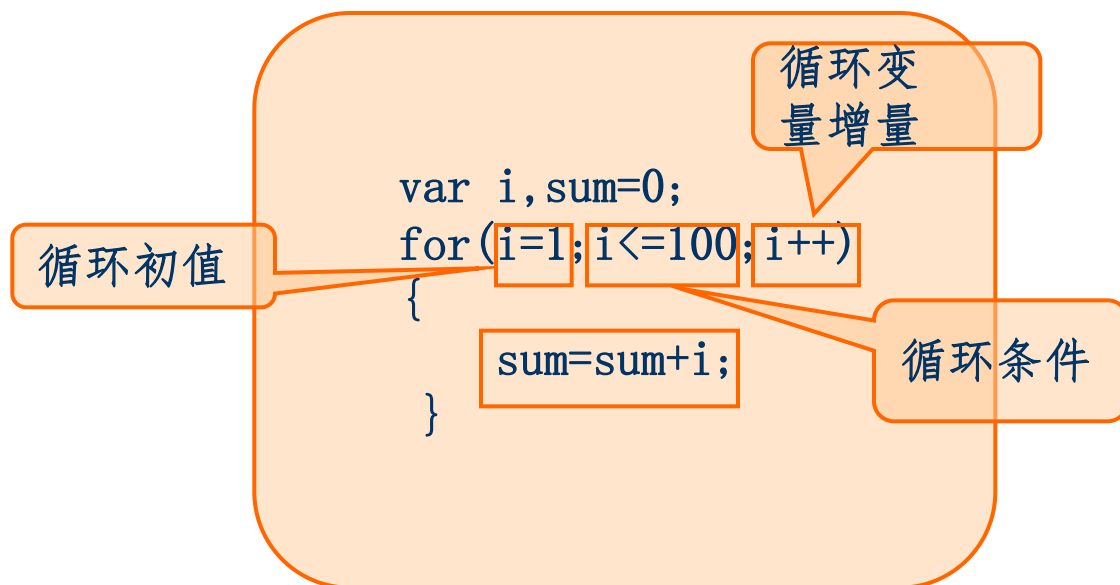 循环变
量增量
var i,sum=0;
for(i=1;i<=100;i++)
循环初值
{
循环条件
sum=sum+i;
}